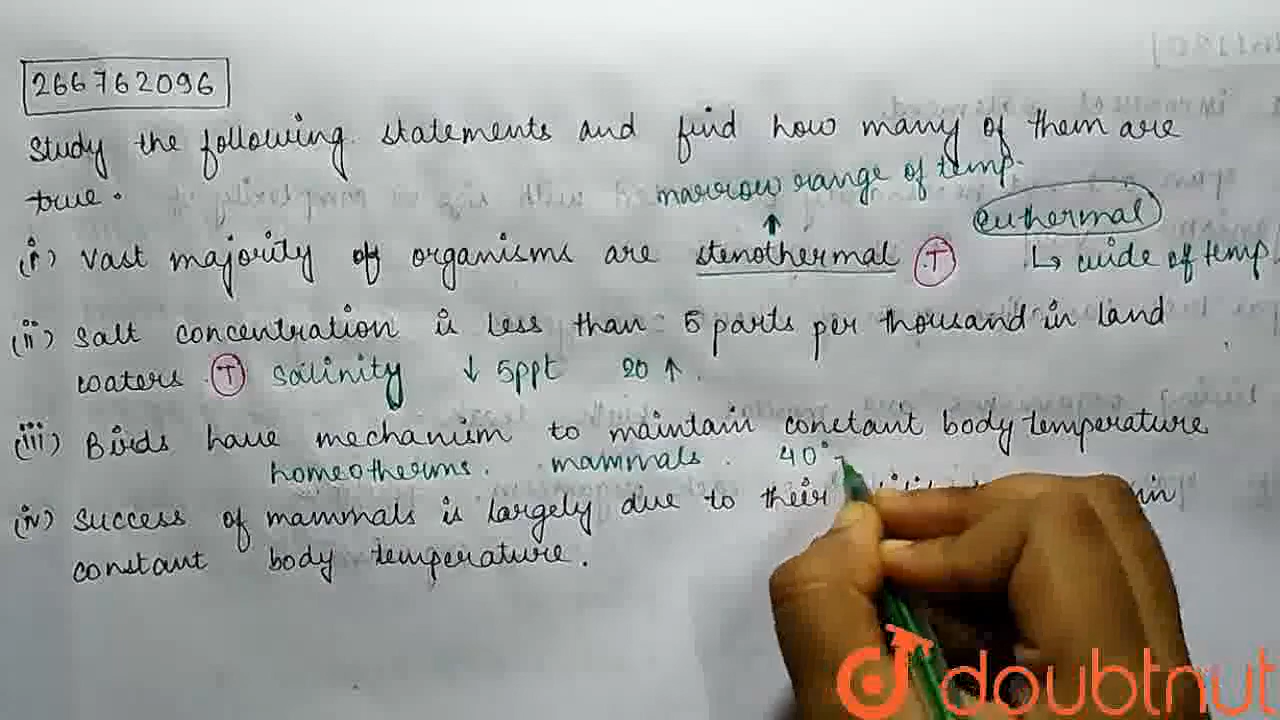 266762096
Study the following statements and find how many of them are
true.
narrow range of temp.
↑
euthermal
(i) Vast majority of organisms are stenothermal T
↳ wide of temp.
(ii) Salt concentration is less than 5 parts per thousand in land
waters T salinity ↓ 5ppt 20 ↑.
(iii) Birds have mechanism to maintain constant body temperature
homeotherms. mammals. 40°-
(iv) Success of mammals is largely due to their in
constant body temperature.
doubtnut